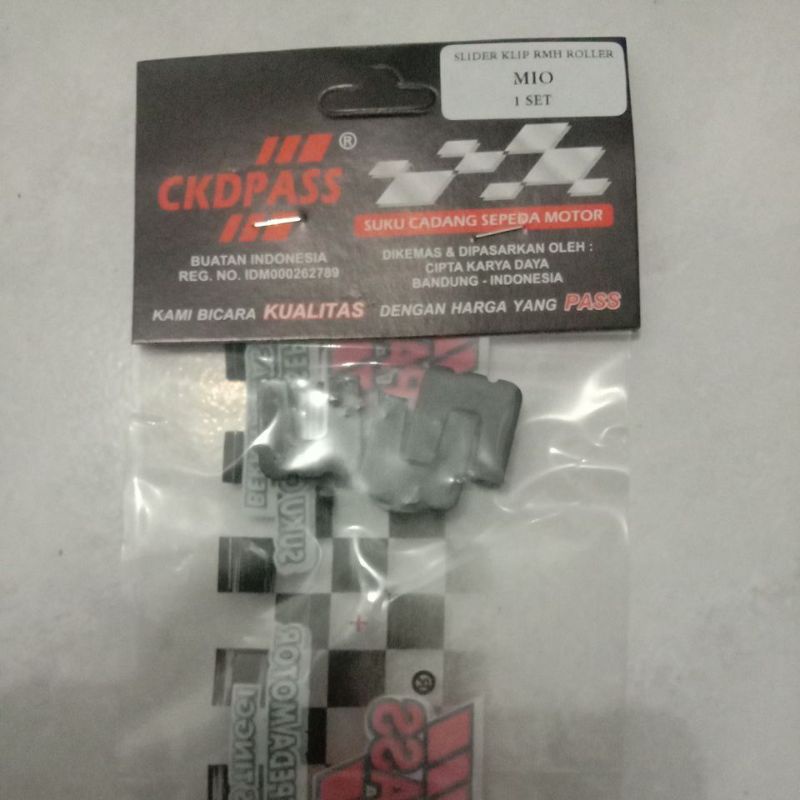 SLIDER KLIP RMH ROLLER
MIO
1 SET
CKDPASS ®
SUKU CADANG SEPEDA MOTOR
BUATAN INDONESIA
REG. NO. IDM000262789
DIKEMAS & DIPASARKAN OLEH :
CIPTA KARYA DAYA
BANDUNG - INDONESIA
KAMI BICARA KUALITAS DENGAN HARGA YANG PASS